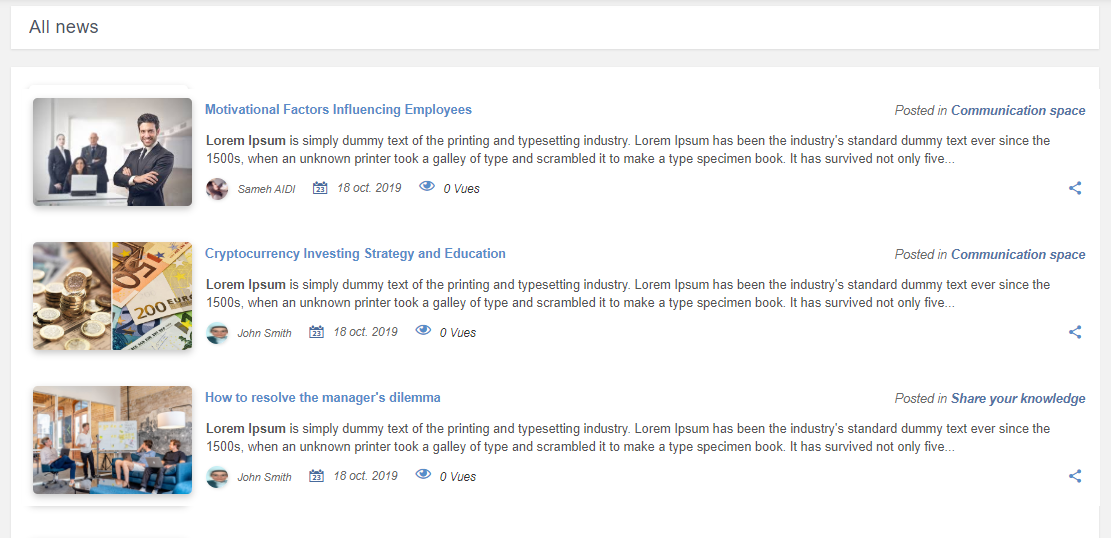 All news
Motivational Factors Influencing Employees
Posted in Communication space
Lorem Ipsum is simply dummy text of the printing and typesetting industry. Lorem Ipsum has been the industry's standard dummy text ever since the
1500s, when an unknown printer took a galley of type and scrambled it to make a type specimen book. It has survived not only five...
Sameh AIDI 23 18 oct. 2019 0 Vues
Cryptocurrency Investing Strategy and Education
Posted in Communication space
50
200 EURO
Lorem Ipsum is simply dummy text of the printing and typesetting industry. Lorem Ipsum has been the industry's standard dummy text ever since the
1500s, when an unknown printer took a galley of type and scrambled it to make a type specimen book. It has survived not only five...
John Smith 23 18 oct. 2019 0 Vues
How to resolve the manager's dilemma
Posted in Share your knowledge
Lorem Ipsum is simply dummy text of the printing and typesetting industry. Lorem Ipsum has been the industry's standard dummy text ever since the
1500s, when an unknown printer took a galley of type and scrambled it to make a type specimen book. It has survived not only five...
John Smith 23 18 oct. 2019 0 Vues